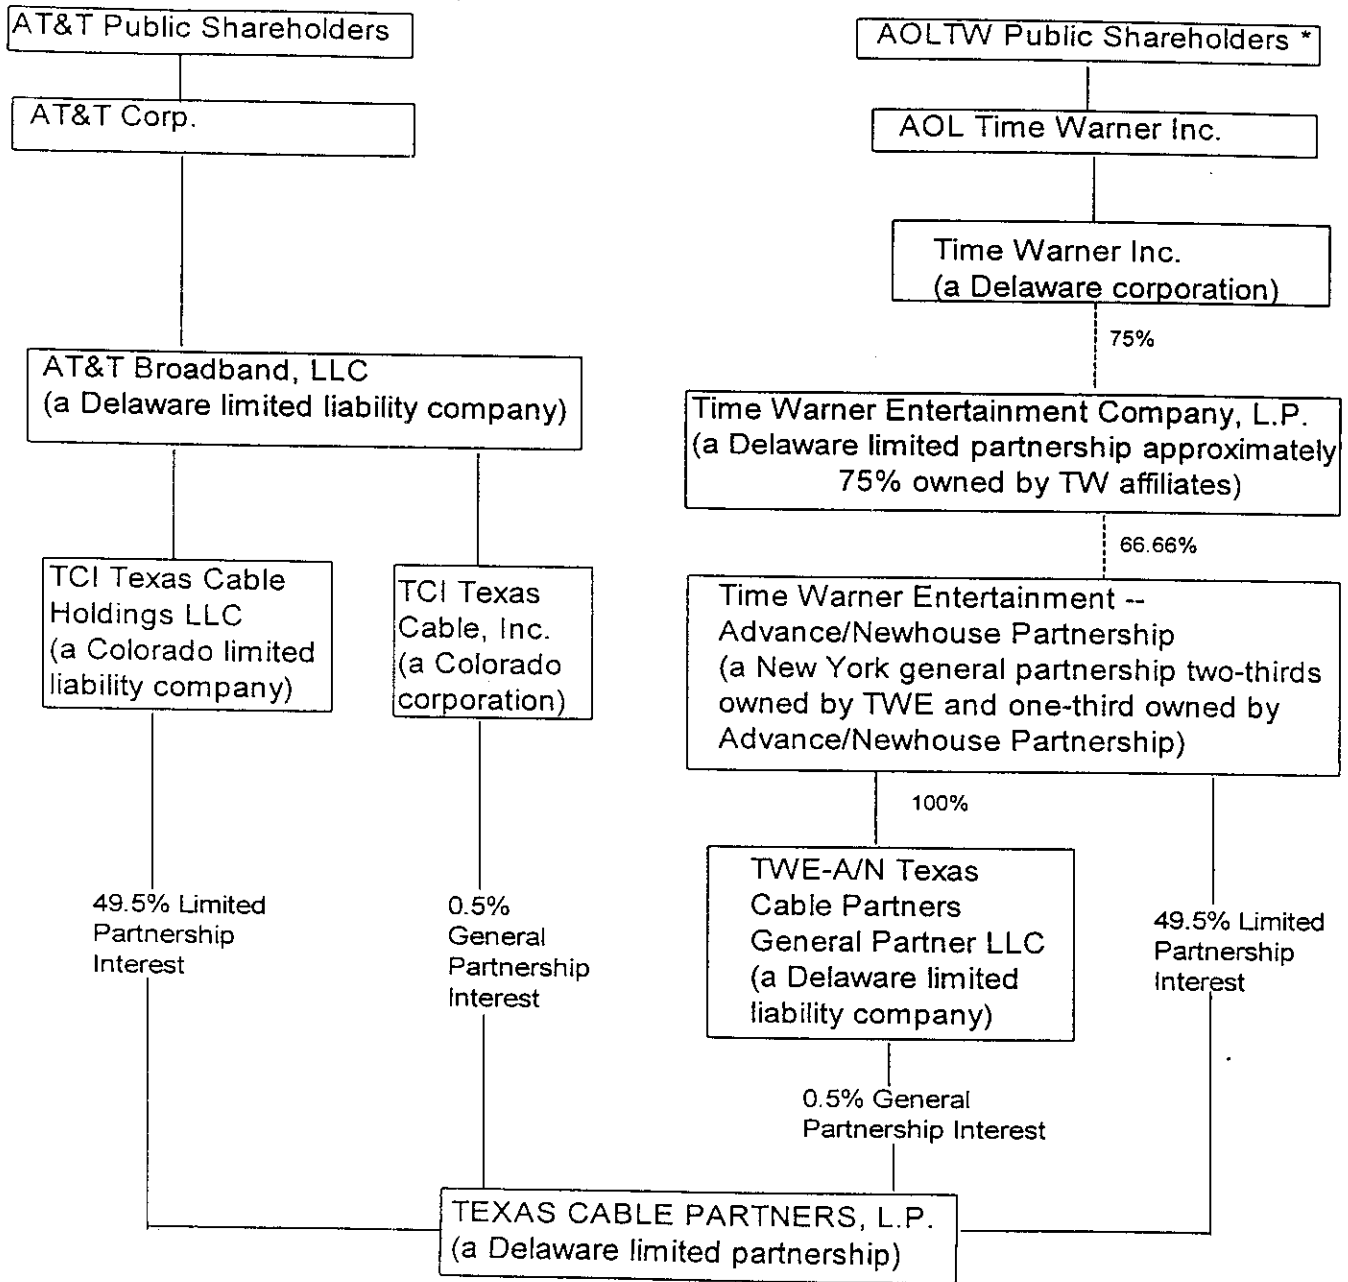 AT&T Public Shareholders
AT&T Corp.
AT&T Broadband, LLC
(a Delaware limited liability company)
TCI Texas Cable
Holdings LLC
(a Colorado limited
liability company)
TCI Texas
Cable, Inc.
(a Colorado
corporation)
49.5% Limited
Partnership
Interest
0.5%
General
Partnership
Interest
AOLTW Public Shareholders *
AOL Time Warner Inc.
Time Warner Inc.
(a Delaware corporation)
75%
Time Warner Entertainment Company, L.P.
(a Delaware limited partnership approximately
75% owned by TW affiliates)
66.66%
Time Warner Entertainment --
Advance/Newhouse Partnership
(a New York general partnership two-thirds
owned by TWE and one-third owned by
Advance/Newhouse Partnership)
100%
TWE-A/N Texas
Cable Partners
General Partner LLC
(a Delaware limited
liability company)
49.5% Limited
Partnership
Interest
0.5% General
Partnership Interest
TEXAS CABLE PARTNERS, L.P.
(a Delaware limited partnership)